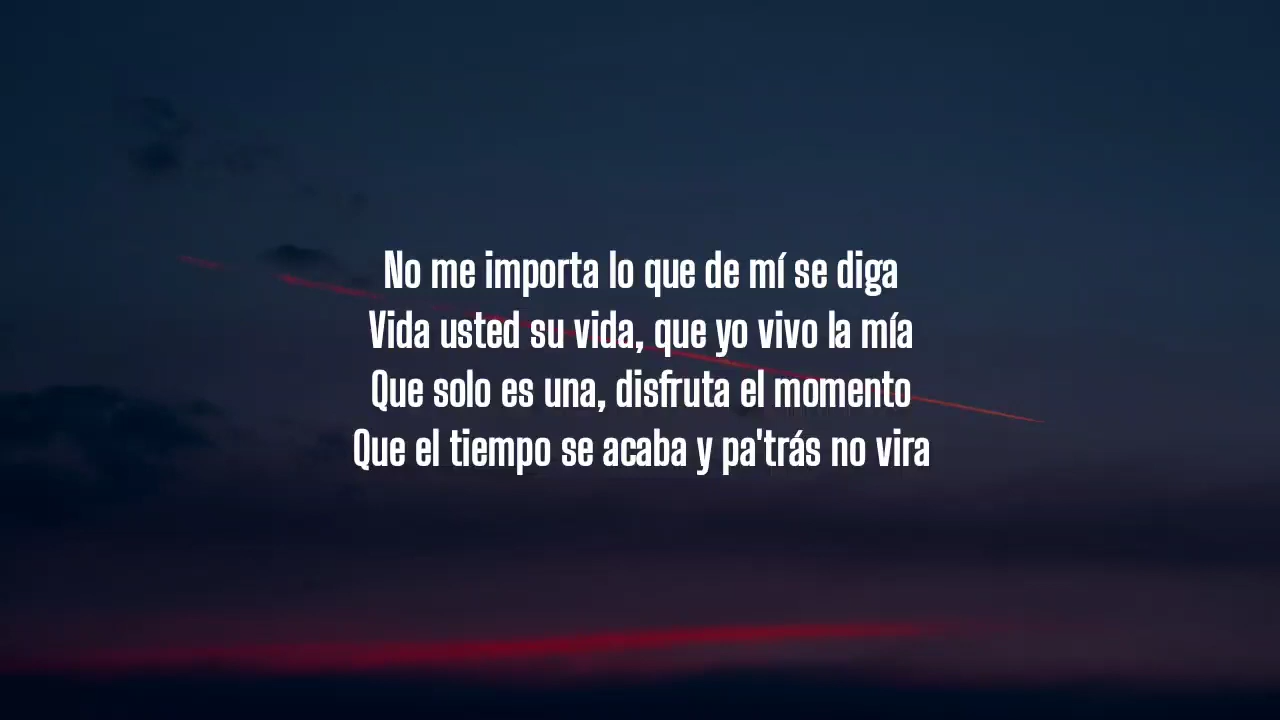 No me importa lo que de mí se diga
Vida usted su vida, que yo vivo la mía
Que solo es una, disfruta el momento
Que el tiempo se acaba y pa'trás no vira